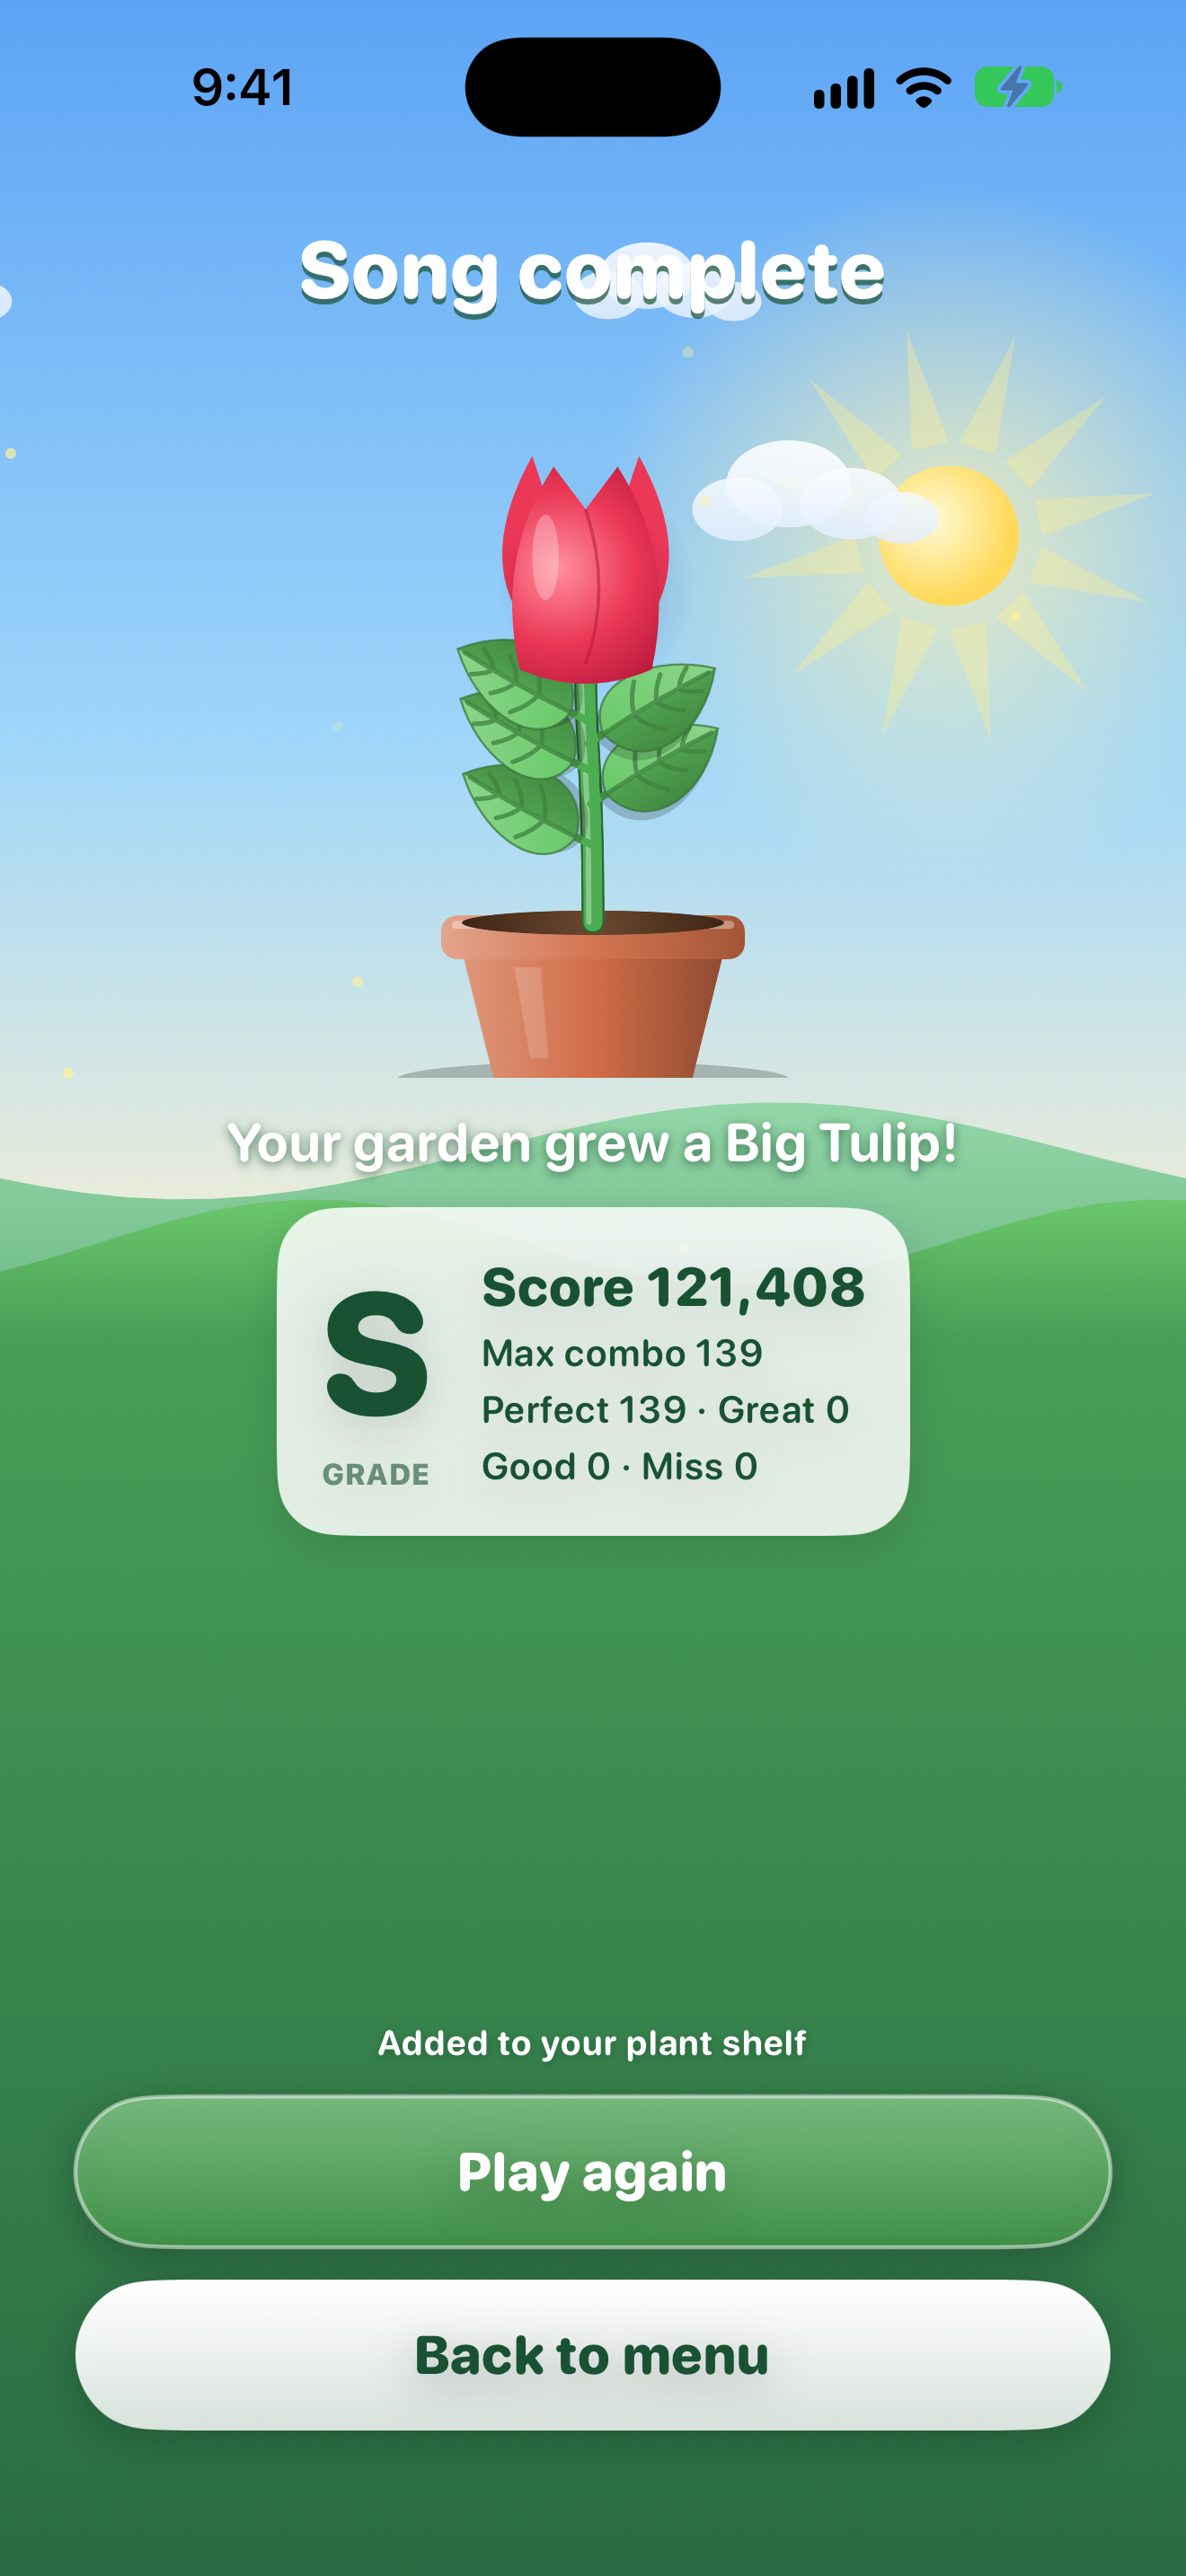 9:41
Song complete
Your garden grew a Big Tulip!
S
GRADE
Score 121,408
Max combo 139
Perfect 139 · Great 0
Good 0 · Miss 0
Added to your plant shelf
Play again
Back to menu